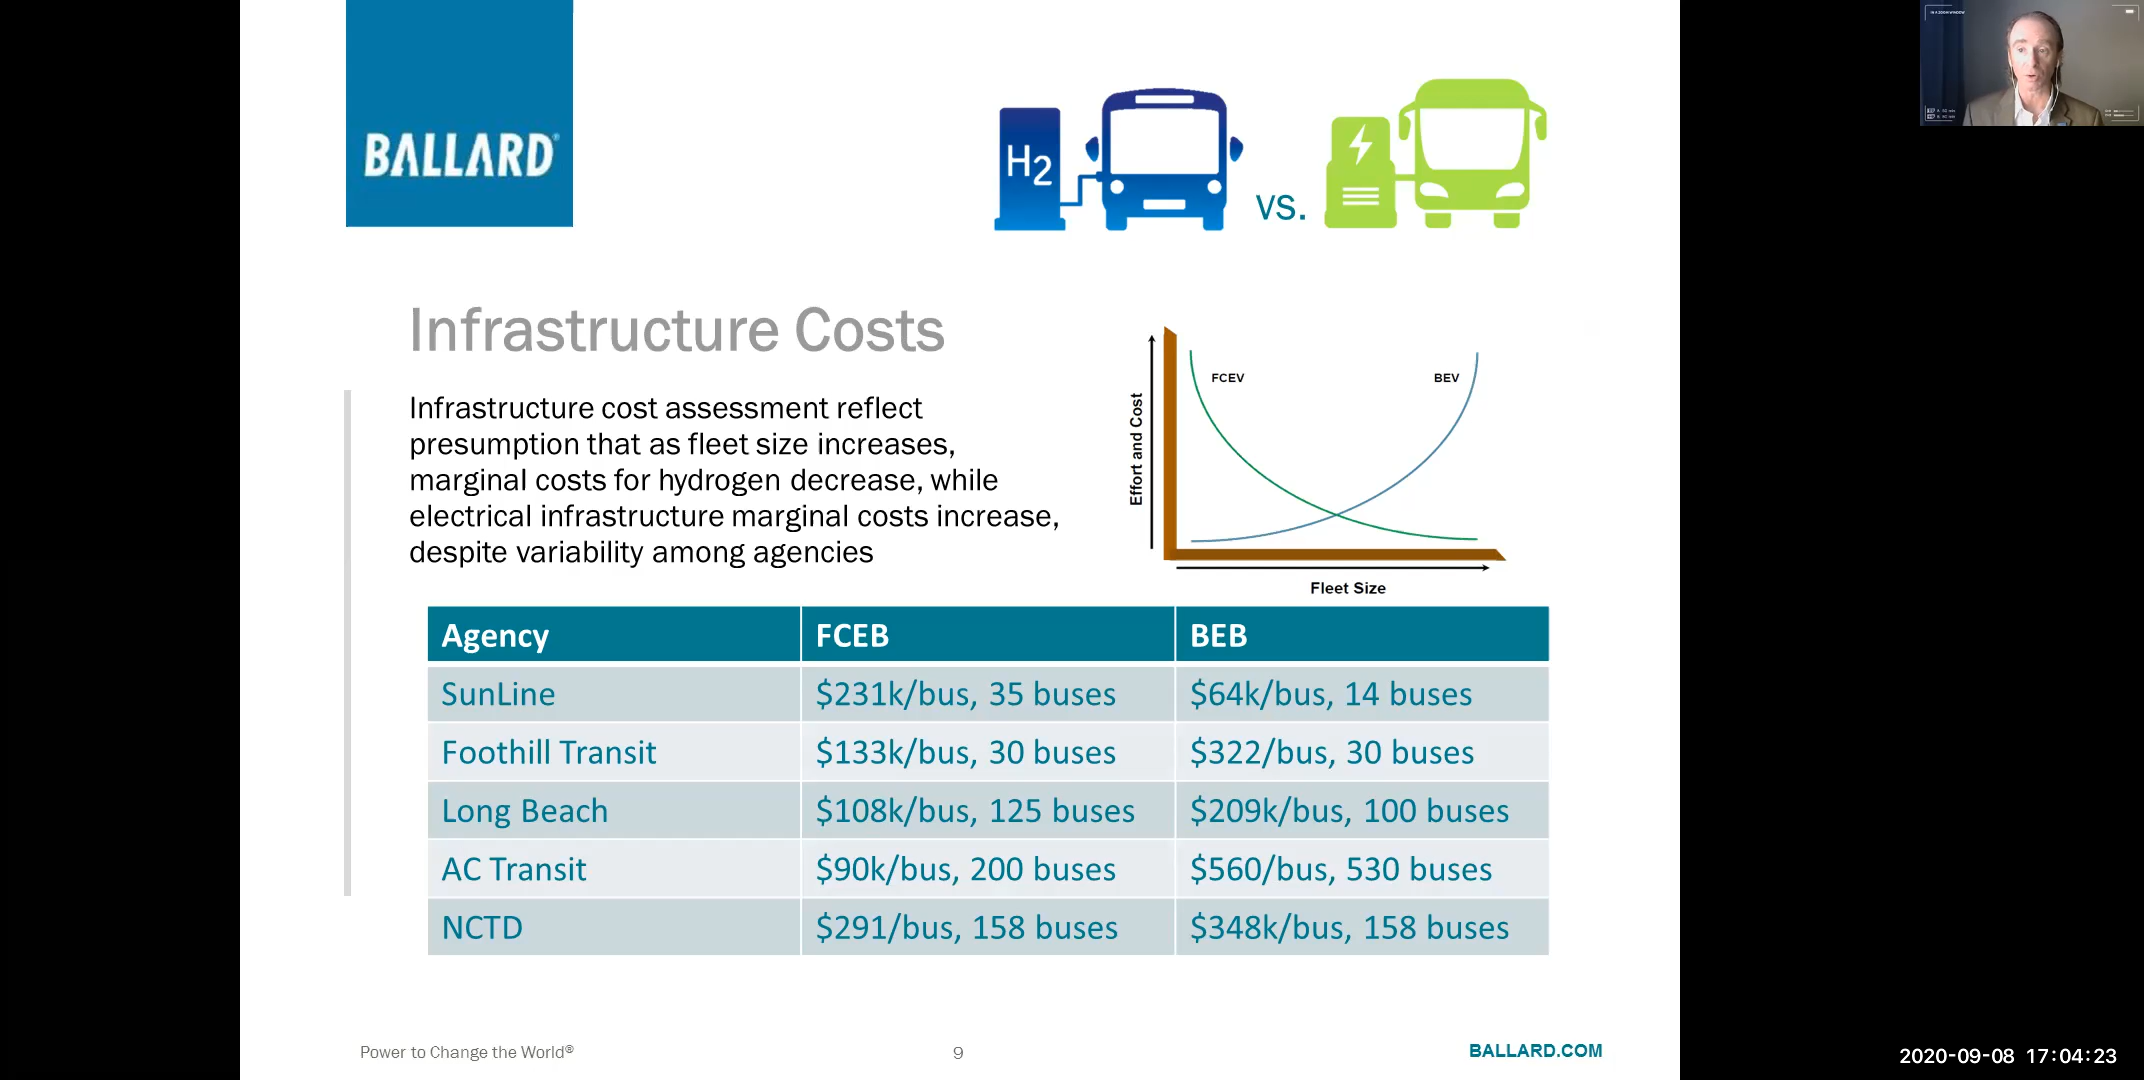 BALLARD®
H2
VS.
Infrastructure Costs
Infrastructure cost assessment reflect
presumption that as fleet size increases,
marginal costs for hydrogen decrease, while
electrical infrastructure marginal costs increase,
despite variability among agencies
Effort and Cost
FCEV
BEV
Fleet Size
Agency FCEB BEB
SunLine $231k/bus, 35 buses $64k/bus, 14 buses
Foothill Transit $133k/bus, 30 buses $322/bus, 30 buses
Long Beach $108k/bus, 125 buses $209k/bus, 100 buses
AC Transit $90k/bus, 200 buses $560/bus, 530 buses
NCTD $291/bus, 158 buses $348k/bus, 158 buses
Power to Change the World®
9
BALLARD.COM
2020-09-08 17:04:23